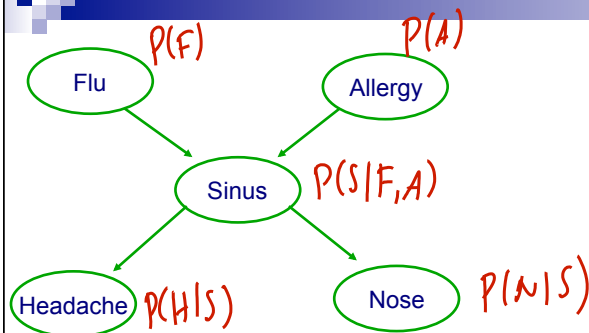 P(F)
P(A)
Flu
Allergy
Sinus
P(S|F,A)
Headache
P(H|S)
Nose
P(N|S)